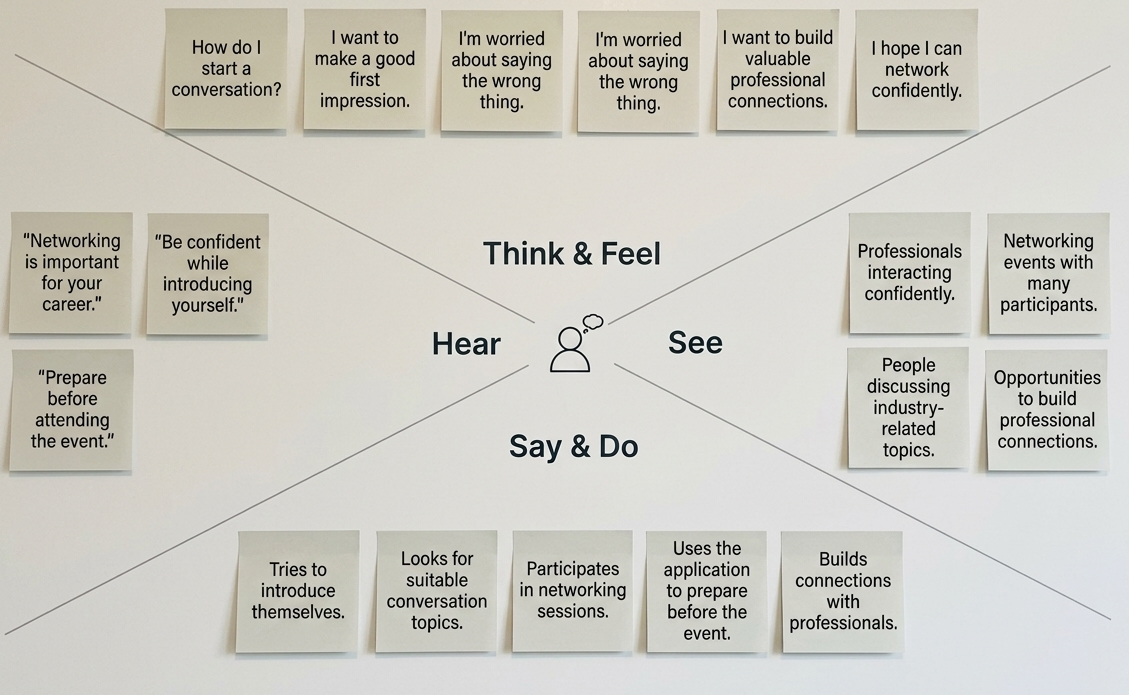 How do I
start a
conversation?
I want to
make a good
first
impression.
I'm worried
about saying
the wrong
thing.
I'm worried
about saying
the wrong
thing.
I want to build
valuable
professional
connections.
I hope I can
network
confidently.
"Networking
is important
for your
career."
"Be confident
while
introducing
yourself."
"Prepare
before
attending
the event."
Think & Feel
Hear
See
Say & Do
Professionals
interacting
confidently.
Networking
events with
many
participants.
People
discussing
industry-
related
topics.
Opportunities
to build
professional
connections.
Tries to
introduce
themselves.
Looks for
suitable
conversation
topics.
Participates
in networking
sessions.
Uses the
application
to prepare
before the
event.
Builds
connections
with
professionals.